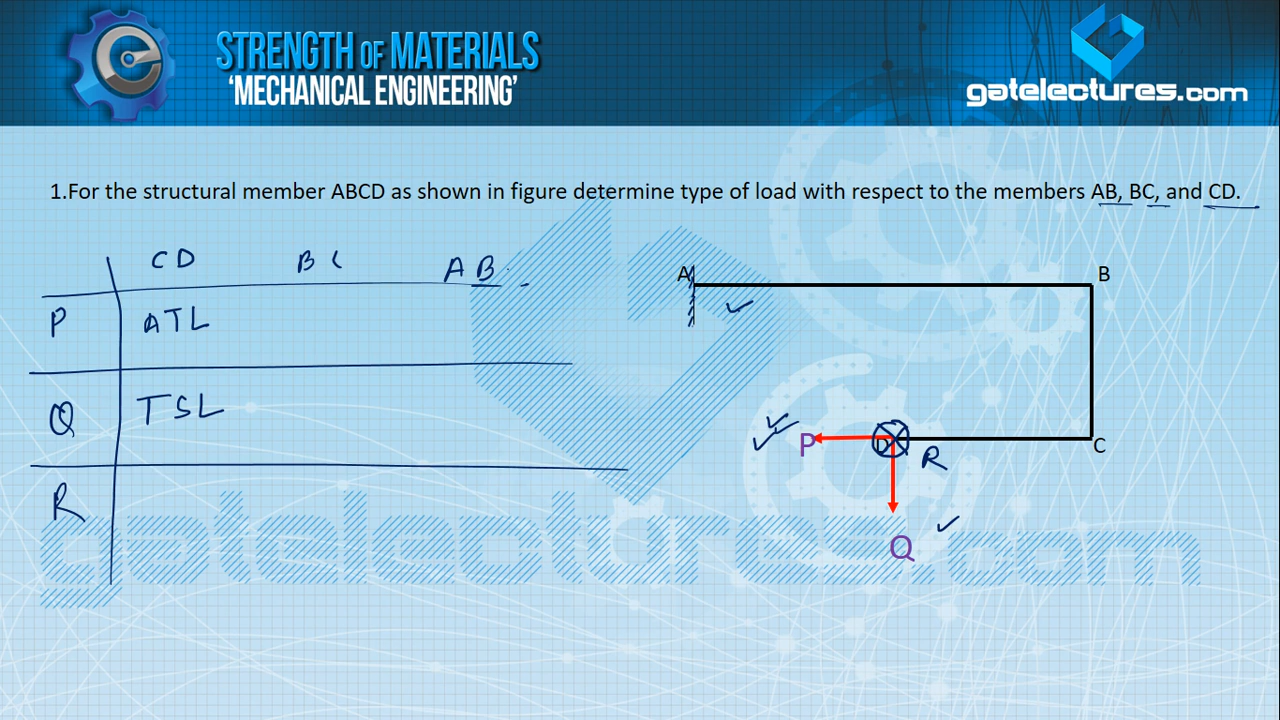 STRENGTH OF MATERIALS
'MECHANICAL ENGINEERING'
gatelectures.com
1.For the structural member ABCD as shown in figure determine type of load with respect to the members AB, BC, and CD.
CD BC AB
P ATL
Q TSL
R
A
B
P
D
R
C
Q
gatelectures.com